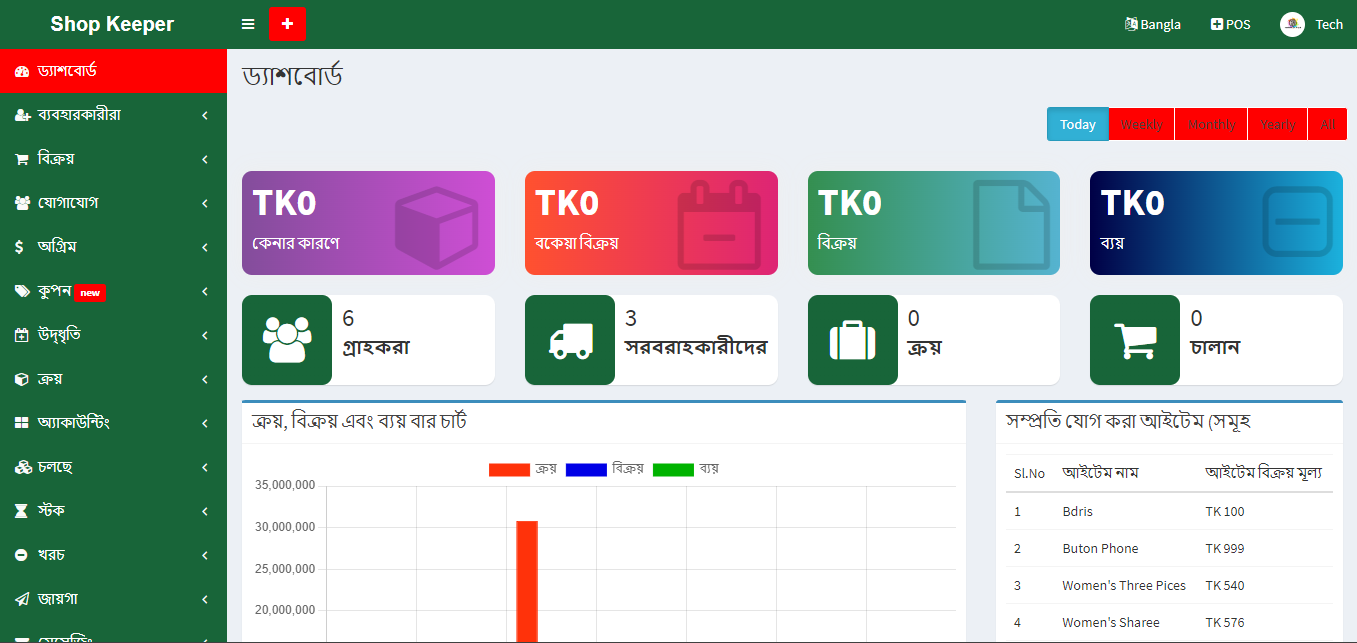 Shop Keeper
Bangla
POS
Tech
ড্যাশবোর্ড
ব্যবহারকারীরা
বিক্রয়
যোগাযোগ
অগ্রিম
কুপন new
উদ্ধৃতি
ক্রয়
অ্যাকাউন্টিং
চলছে
স্টক
খরচ
জায়গা
মেসেজিং
ড্যাশবোর্ড
Today Weekly Monthly Yearly All
TK0
কেনার কারণে
TK0
বকেয়া বিক্রয়
TK0
বিক্রয়
TK0
ব্যয়
6
গ্রাহকরা
3
সরবরাহকারীদের
0
ক্রয়
0
চালান
ক্রয়, বিক্রয় এবং ব্যয় বার চার্ট
ক্রয় বিক্রয় ব্যয়
35,000,000
30,000,000
25,000,000
20,000,000
সম্প্রতি যোগ করা আইটেম (সমূহ
Sl.No আইটেম নাম আইটেম বিক্রয় মূল্য
1 Bdris TK 100
2 Buton Phone TK 999
3 Women's Three Pices TK 540
4 Women's Sharee TK 576